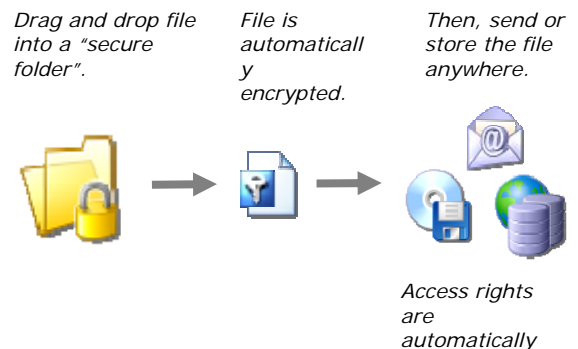 Drag and drop file
into a “secure
folder”.
File is
automaticall
y
encrypted.
Then, send or
store the file
anywhere.
@
Access rights
are
automatically